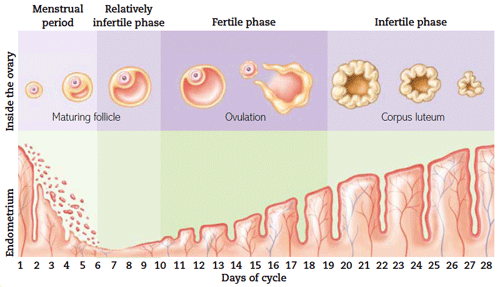 Menstrual period
Relatively infertile phase
Fertile phase
Infertile phase
Inside the ovary
Maturing follicle
Ovulation
Corpus luteum
Endometrium
1 2 3 4 5 6 7 8 9 10 11 12 13 14 15 16 17 18 19 20 21 22 23 24 25 26 27 28
Days of cycle